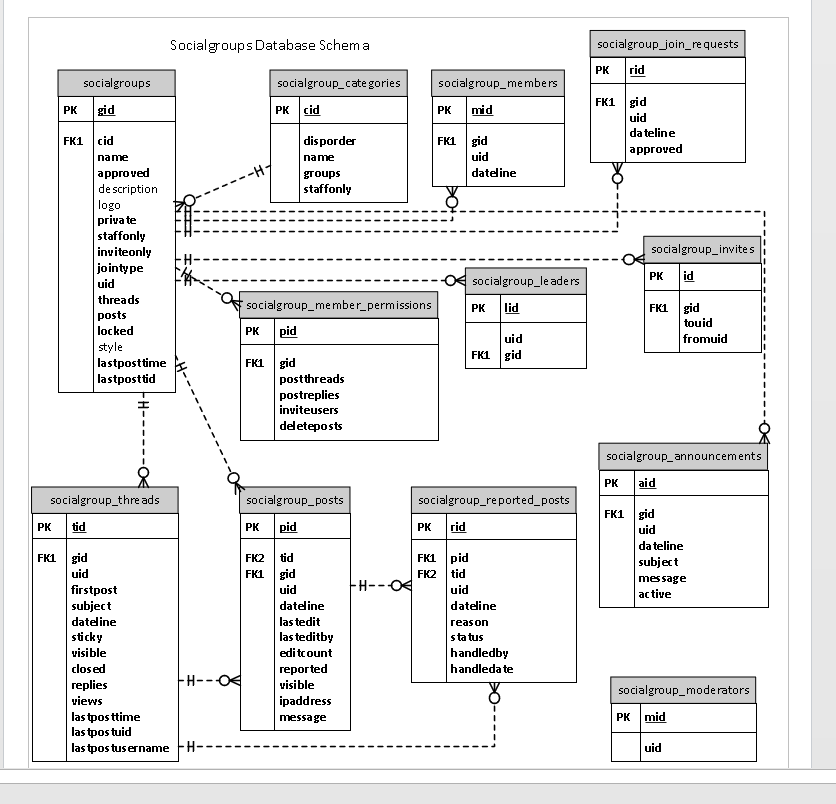 Socialgroups Database Schema
socialgroups
PK gid
FK1 cid
name
approved
description
logo
private
staffonly
inviteonly
jointype
uid
threads
posts
locked
style
lastposttime
lastposttid
socialgroup_categories
PK cid
disporder
name
groups
staffonly
socialgroup_members
PK mid
FK1 gid
uid
dateline
socialgroup_join_requests
PK rid
FK1 gid
uid
dateline
approved
socialgroup_invites
PK id
FK1 gid
touid
fromuid
socialgroup_leaders
PK lid
uid
FK1 gid
socialgroup_member_permissions
PK pid
FK1 gid
postthreads
postreplies
inviteusers
deleteposts
socialgroup_announcements
PK aid
FK1 gid
uid
dateline
subject
message
active
socialgroup_threads
PK tid
FK1 gid
uid
firstpost
subject
dateline
sticky
visible
closed
replies
views
lastposttime
lastpostuid
lastpostusername
socialgroup_posts
PK pid
FK2 tid
FK1 gid
uid
dateline
lastedit
lasteditby
editcount
reported
visible
ipaddress
message
socialgroup_reported_posts
PK rid
FK1 pid
FK2 tid
uid
dateline
reason
status
handledby
handledate
socialgroup_moderators
PK mid
uid